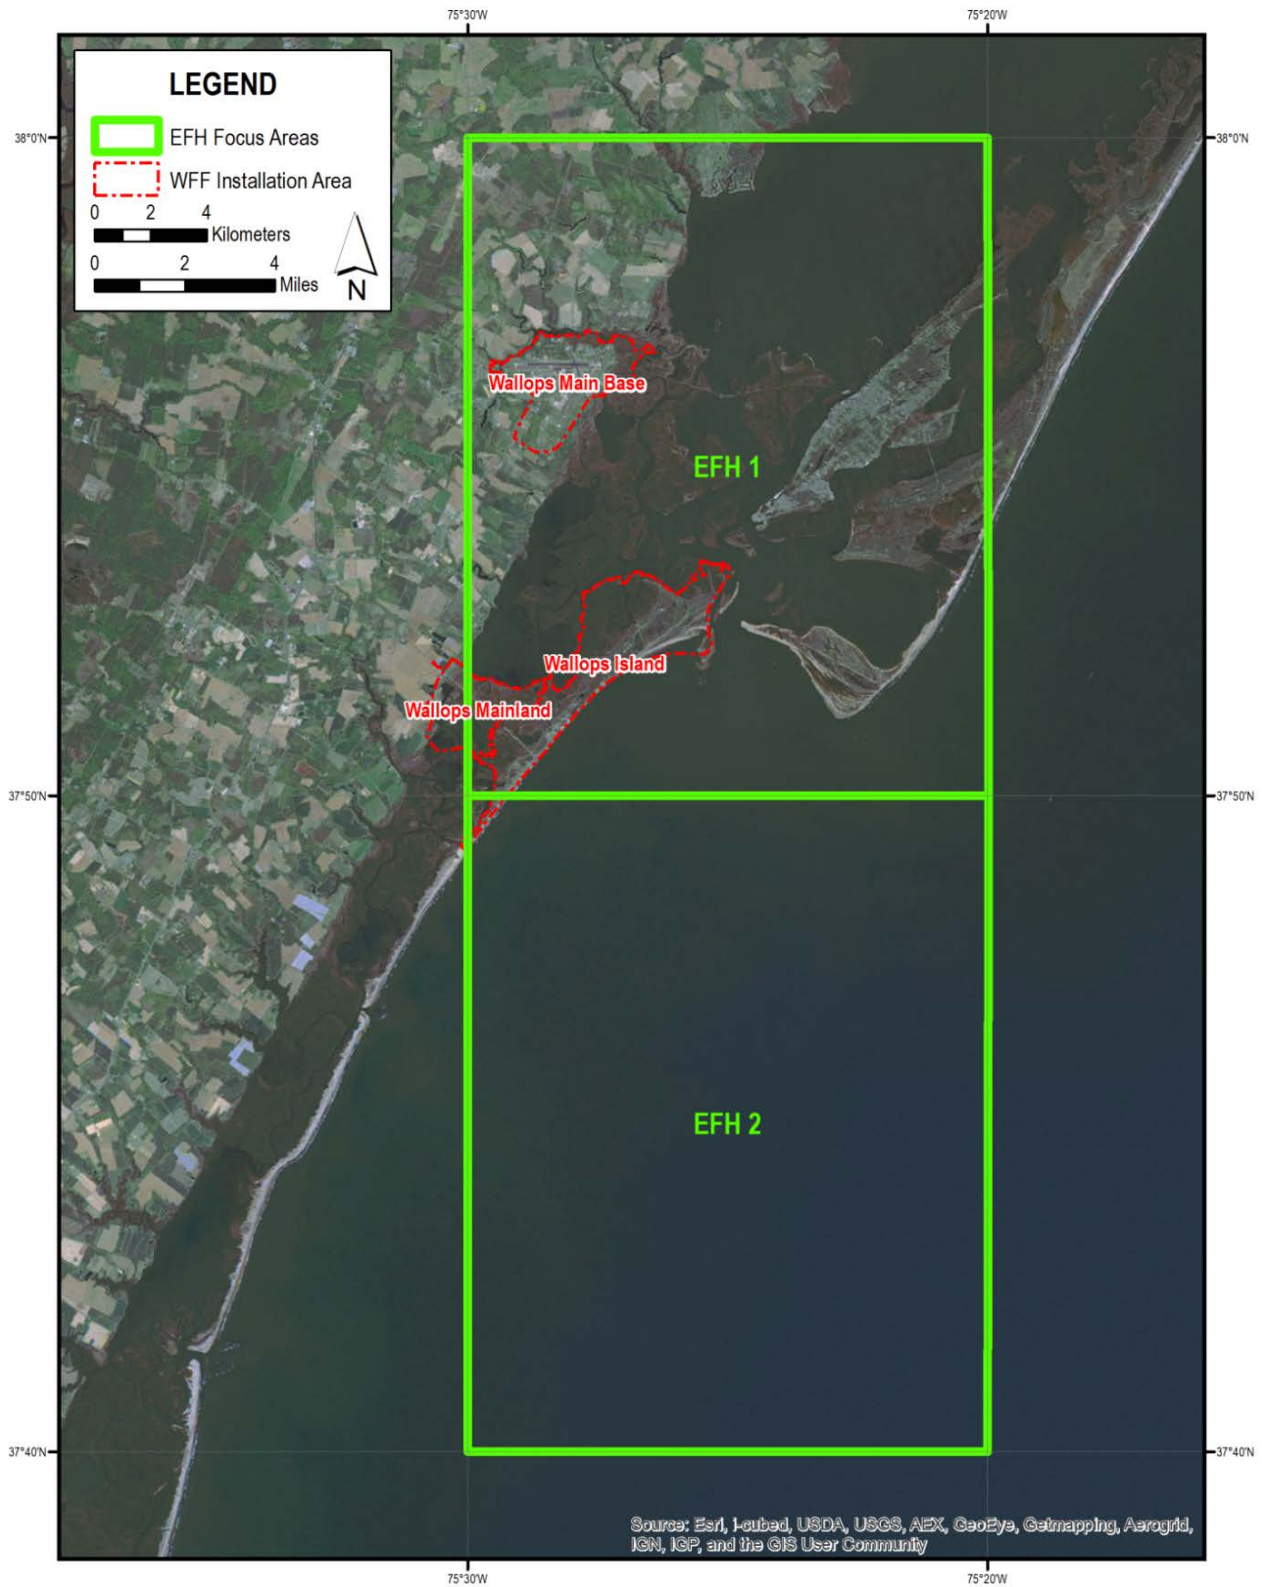 75°30'W 75°20'W
LEGEND
EFH Focus Areas
WFF Installation Area
0 2 4
Kilometers
0 2 4
Miles
N
38°0'N 38°0'N
Wallops Main Base
EFH 1
Wallops Island
Wallops Mainland
37°50'N 37°50'N
EFH 2
37°40'N 37°40'N
Source: Esri, i-cubed, USDA, USGS, AEX, GeoEye, Getmapping, Aerogrid,
IGN, IGP, and the GIS User Community
75°30'W 75°20'W